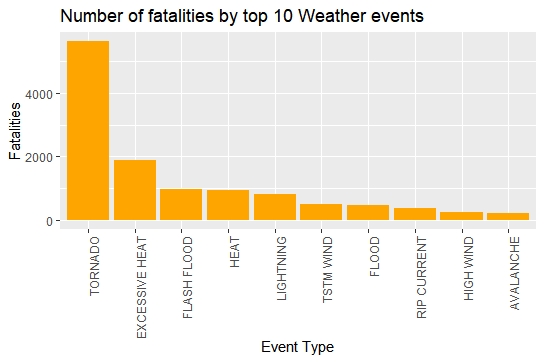 Number of fatalities by top 10 Weather events
Fatalities
4000
2000
0
TORNADO
EXCESSIVE HEAT
FLASH FLOOD
HEAT
LIGHTNING
TSTM WIND
FLOOD
RIP CURRENT
HIGH WIND
AVALANCHE
Event Type